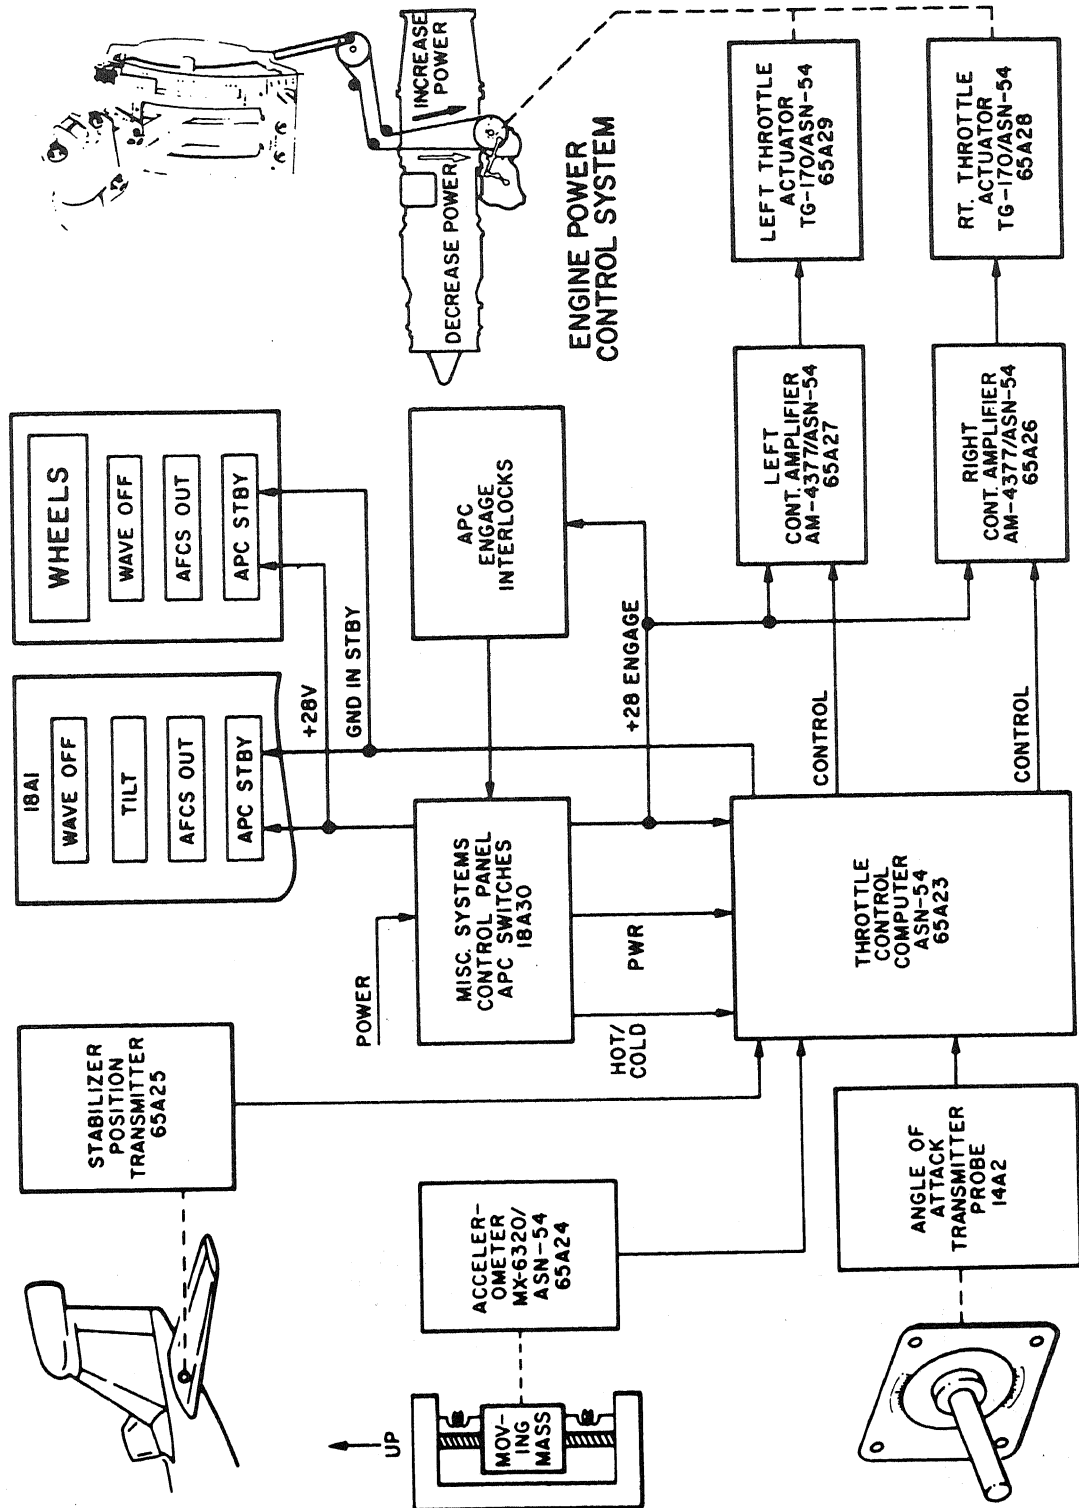 STABILIZER
POSITION
TRANSMITTER
65A25
18A1
WAVE OFF
TILT
AFCS OUT
APC STBY
WHEELS
WAVE OFF
AFCS OUT
APC STBY
+28V
GND IN STBY
UP
MOV-
ING
MASS
ACCELER-
OMETER
MX-6320/
ASN-54
65A24
POWER
MISC. SYSTEMS
CONTROL PANEL
APC SWITCHES
18A30
APC
ENGAGE
INTERLOCKS
DECREASE POWER
INCREASE
POWER
ENGINE POWER
CONTROL SYSTEM
HOT/
COLD
PWR
+28 ENGAGE
ANGLE OF
ATTACK
TRANSMITTER
PROBE
14A2
THROTTLE
CONTROL
COMPUTER
ASN-54
65A23
CONTROL
CONTROL
LEFT
CONT. AMPLIFIER
AM-4377/ASN-54
65A27
LEFT THROTTLE
ACTUATOR
TG-170/ASN-54
65A29
RIGHT
CONT. AMPLIFIER
AM-4377/ASN-54
65A26
RT. THROTTLE
ACTUATOR
TG-170/ASN-54
65A28